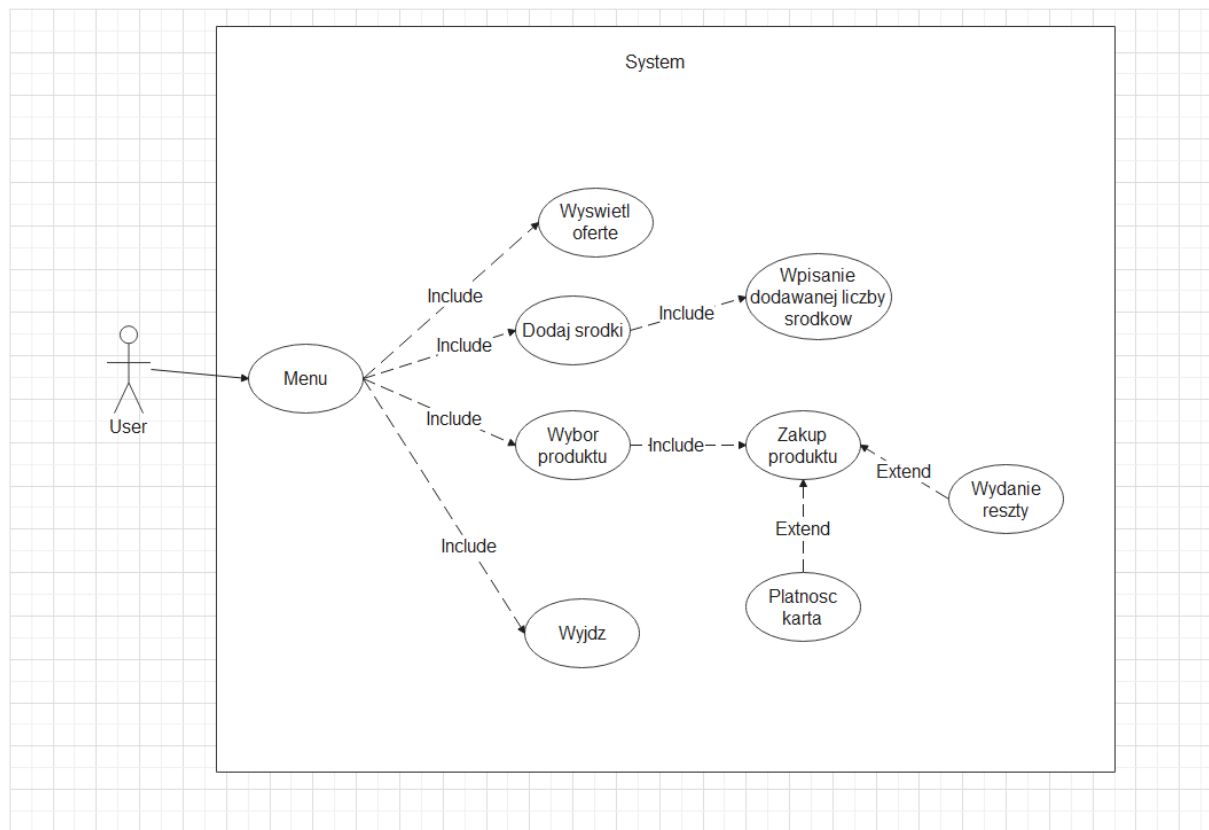 System
Wyswietl
oferte
Include
Wpisanie
dodawanej liczby
srodkow
Include
Dodaj srodki
Include
Menu
User
Include
Wybor
produktu
Include
Zakup
produktu
Extend
Wydanie
reszty
Extend
Include
Platnosc
karta
Wyjdz